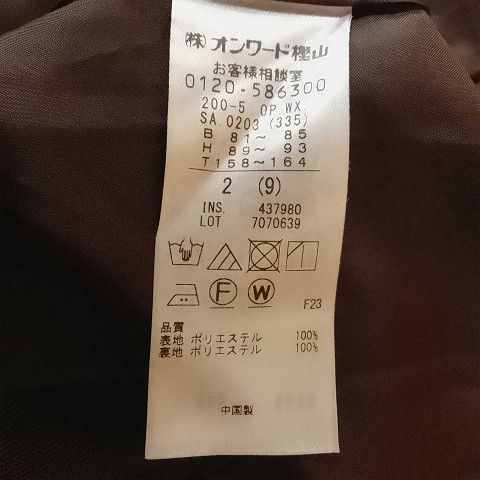 (株)オンワード樫山
お客様相談室
0120-586300
200-5 OP WX.
SA.0203 (335)
B 81〜 85
H 89〜 93
T 158〜164
2 (9)
INS. 437980
LOT 7070639
F W
F23
品質
表地 ポリエステル 100%
裏地 ポリエステル 100%
中国製